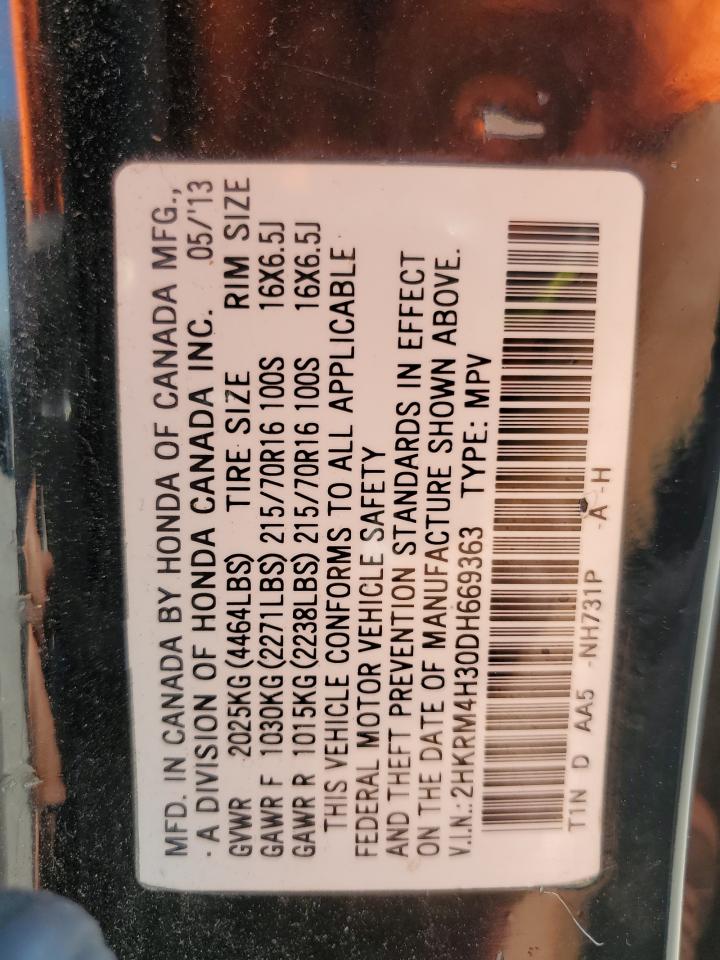 MFD. IN CANADA BY HONDA OF CANADA MFG.,
A DIVISION OF HONDA CANADA INC. 05/'13
GVWR 2025KG(4464LBS) TIRE SIZE RIM SIZE
GAWR F 1030KG(2271LBS) 215/70R16 100S 16X6.5J
GAWR R 1015KG(2238LBS) 215/70R16 100S 16X6.5J
THIS VEHICLE CONFORMS TO ALL APPLICABLE
FEDERAL MOTOR VEHICLE SAFETY
AND THEFT PREVENTION STANDARDS IN EFFECT
ON THE DATE OF MANUFACTURE SHOWN ABOVE.
V.I.N.: 2HKRM4H30DH669363 TYPE: MPV
T1N D AA5 -NH731P -A -H